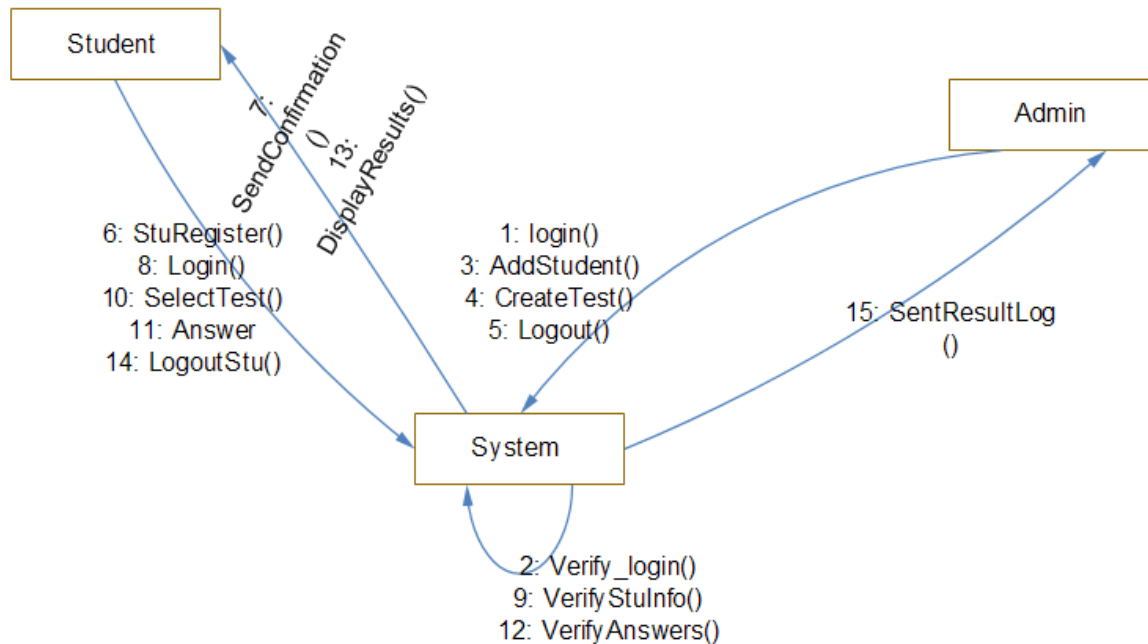 Student
Admin
7:
SendConfirmation
()
13:
DisplayResults()
6: StuRegister()
8: Login()
10: SelectTest()
11: Answer
14: LogoutStu()
1: login()
3: AddStudent()
4: CreateTest()
5: Logout()
15: SentResultLog
()
System
2: Verify_login()
9: VerifyStuInfo()
12: VerifyAnswers()